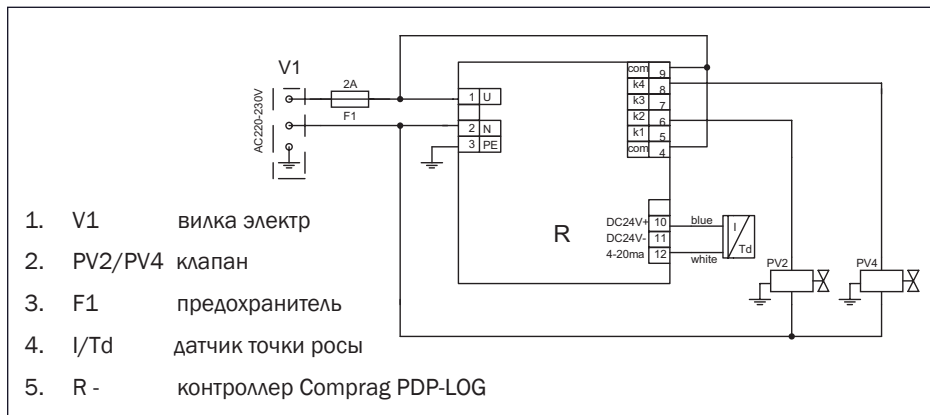 V1
2A
F1
AC220-230V
1 U
2 N
3 PE
com 9
k4 8
k3 7
k2 6
k1 5
com 4
R
DC24V+ 10 blue
DC24V- 11
4-20ma 12 white
I
Td
PV2
PV4
1. V1 вилка электр
2. PV2/PV4 клапан
3. F1 предохранитель
4. I/Td датчик точки росы
5. R - контроллер Comprag PDP-LOG